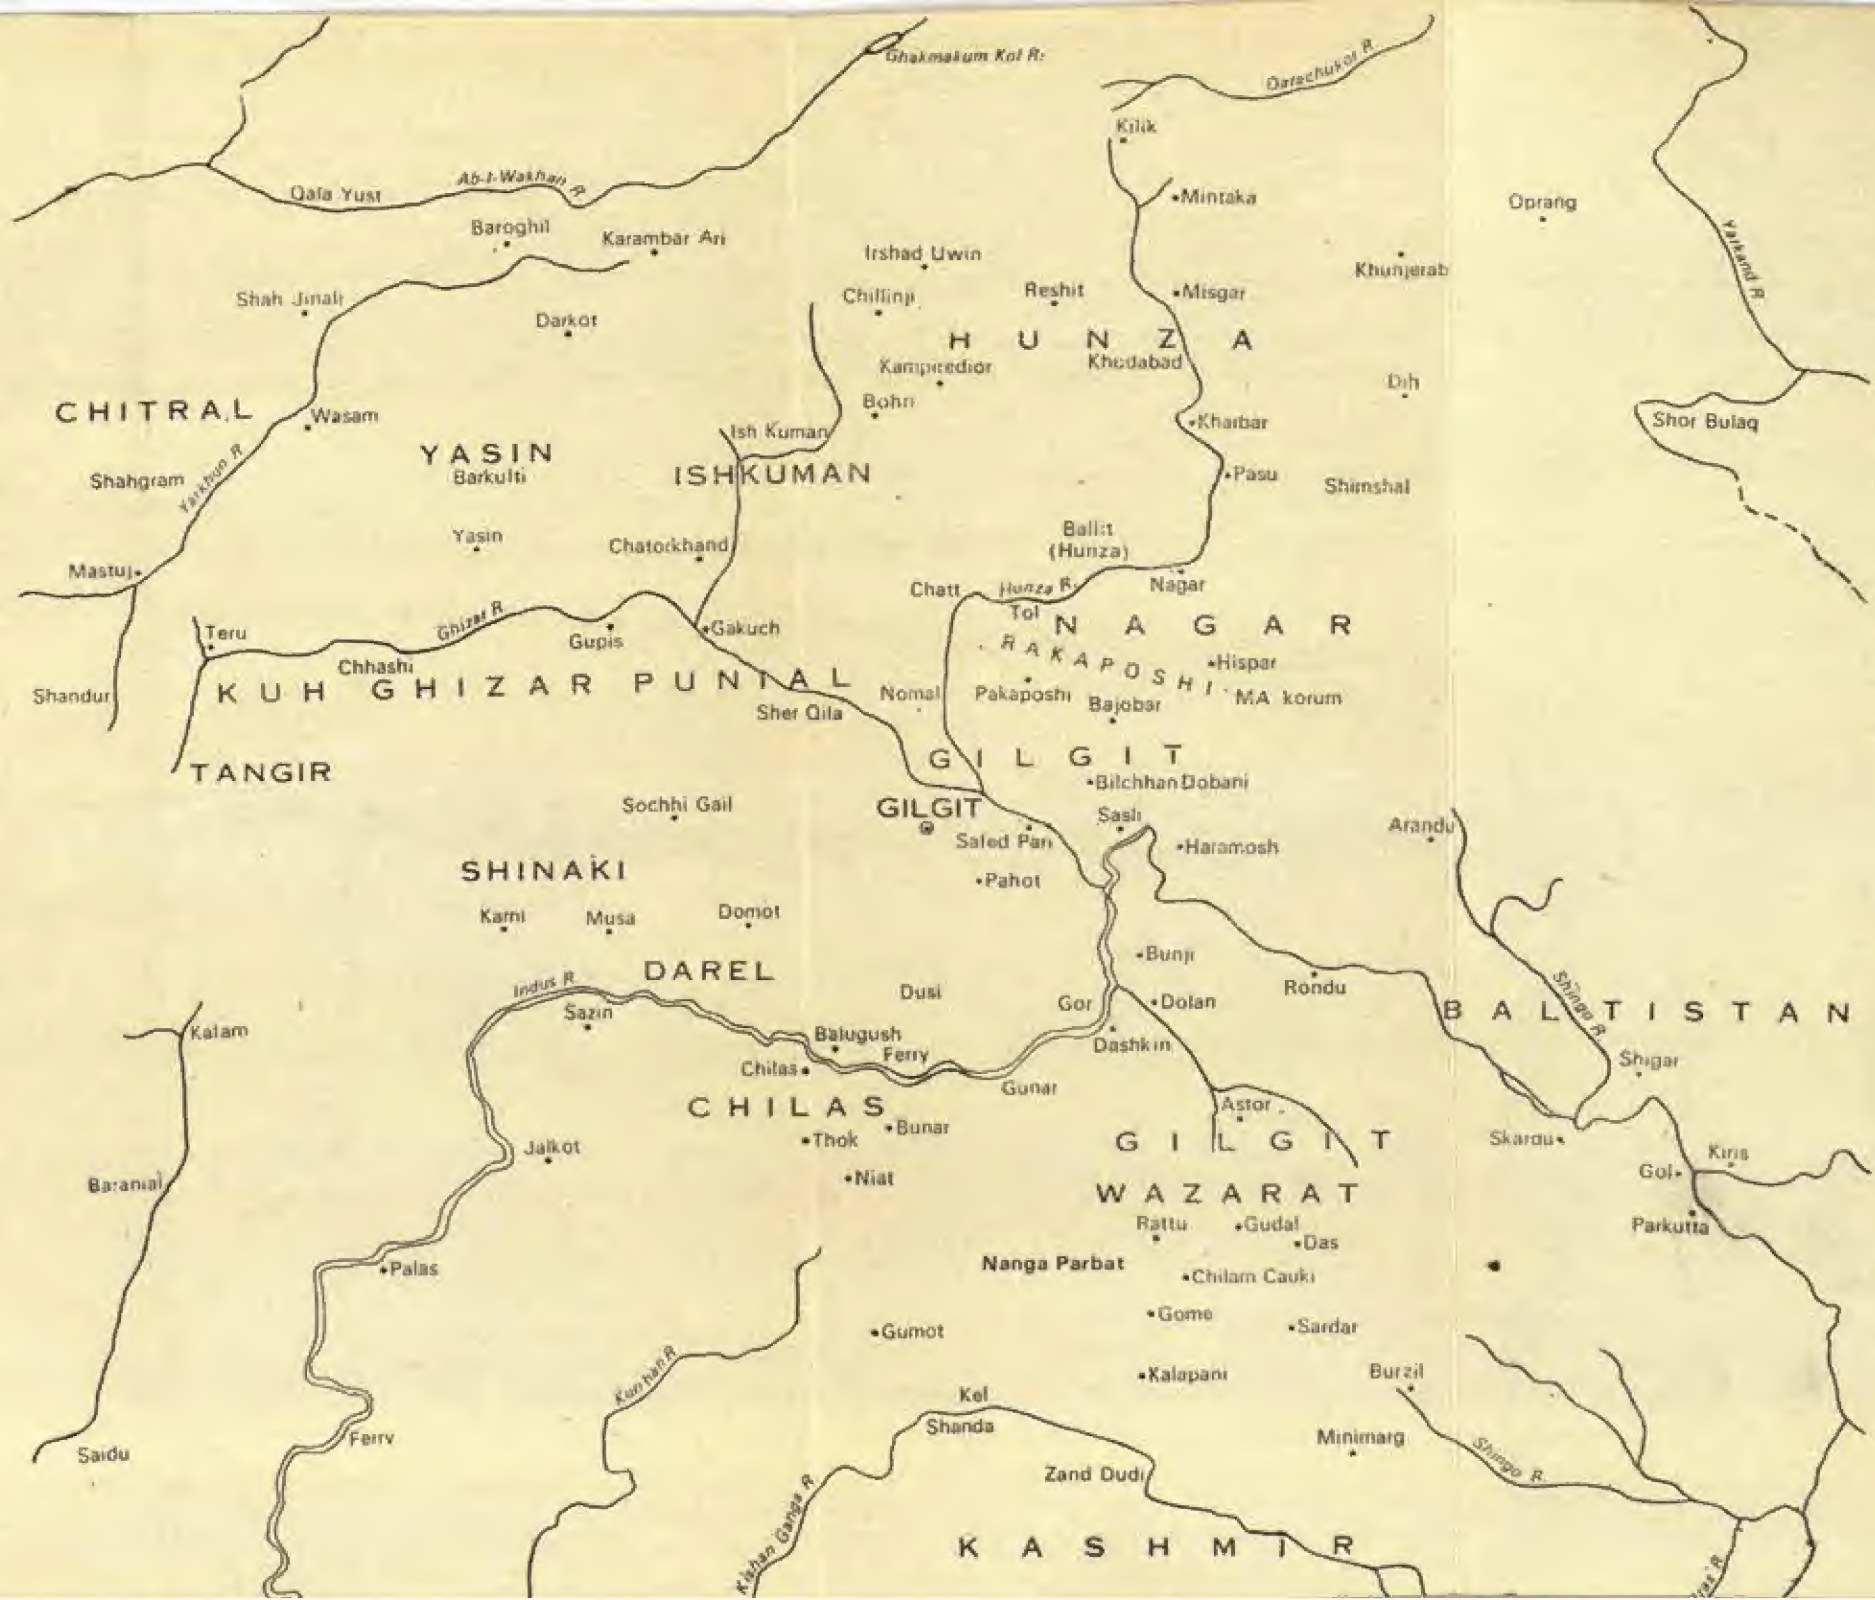 Ghakmakum Kol R:
Darachukor R.
Kilik
Qala Yust
Ab-I-Wakhan R.
Mintaka
Oprang
Yarkand R.
Baroghil
Karambar Ari
Irshad Uwin
Khunjerab
Shah Jinali
Darkot
Chillinji
Reshit
Misgar
HUNZA
Khudabad
Kampiredior
Dih
Bohri
CHITRAL
Wasam
Ish Kuman
Khaibar
Shor Bulaq
YASIN
Barkulti
ISHKUMAN
Pasu
Shimshal
Shahgram
Yarkhun R
Yasin
Chatorkhand
Ballit
(Hunza)
Mastuj
Chatt
Hunza R.
Nagar
Tol
NAGAR
Teru
Ghizar R
Gupis
Gakuch
RAKAPOSHI
Hispar
Chhashi
Shandur
KUH GHIZAR PUNIAL
Nomal
Pakaposhi
MA korum
Bajobar
Sher Qila
TANGIR
GILGIT
Bilchhan Dobani
Sochhi Gail
GILGIT
Sasli
Arandu
Safed Pari
Haramosh
SHINAKI
Pahot
Kami
Musa
Domot
Bunji
DAREL
Indus R
Dusi
Rondu
Shingo R.
Sazin
Gor
Dolan
BALTISTAN
Kalam
Balugush
Dashkin
Ferry
Shigar
Chilas
Gunar
CHILAS
Astor
Bunar
Thok
GILGIT
Skardu
Jalkot
Kiris
Gol
Niat
Baranial
WAZARAT
Rattu
Gudal
Parkutta
Das
Palas
Nanga Parbat
Chilam Cauki
Gome
Gumot
Sardar
Kunhan R
Kalapani
Burzil
Kel
Shanda
Ferry
Minimarg
Shingo R.
Saidu
Zand Dudi
Kishan Ganga R
KASHMIR